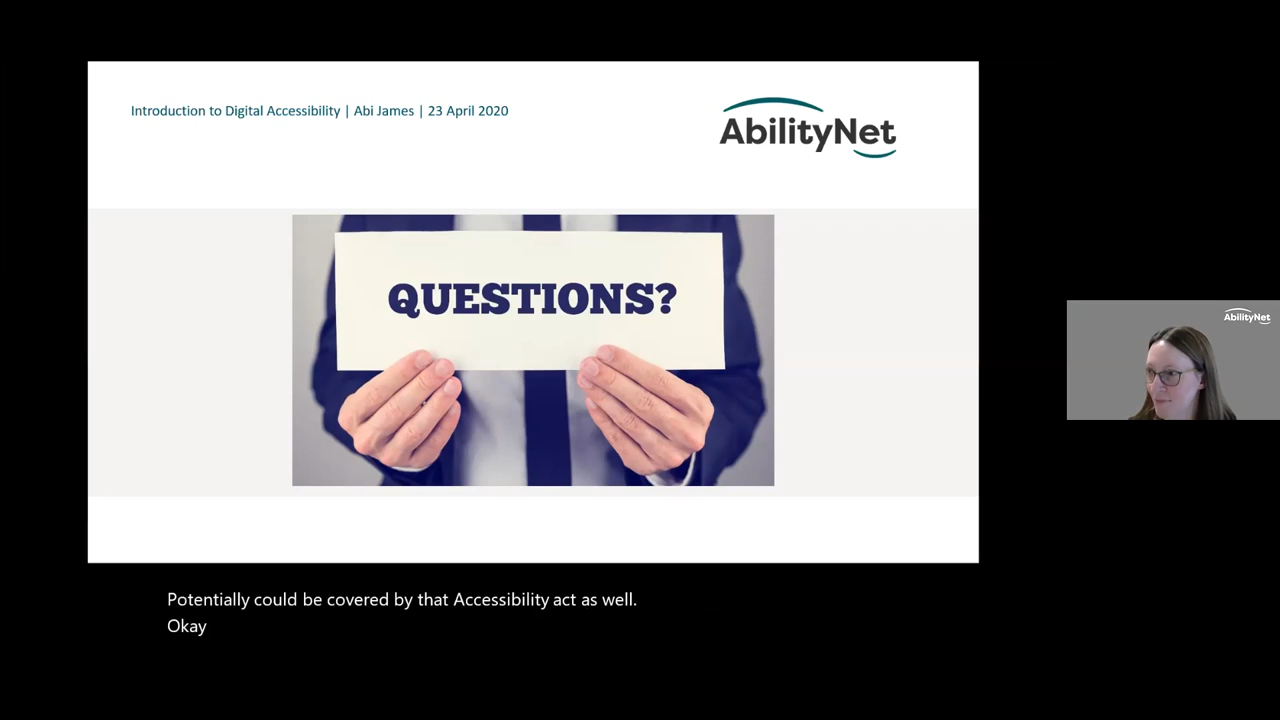 Introduction to Digital Accessibility | Abi James | 23 April 2020
AbilityNet
QUESTIONS?
AbilityNet
Potentially could be covered by that Accessibility act as well.
Okay